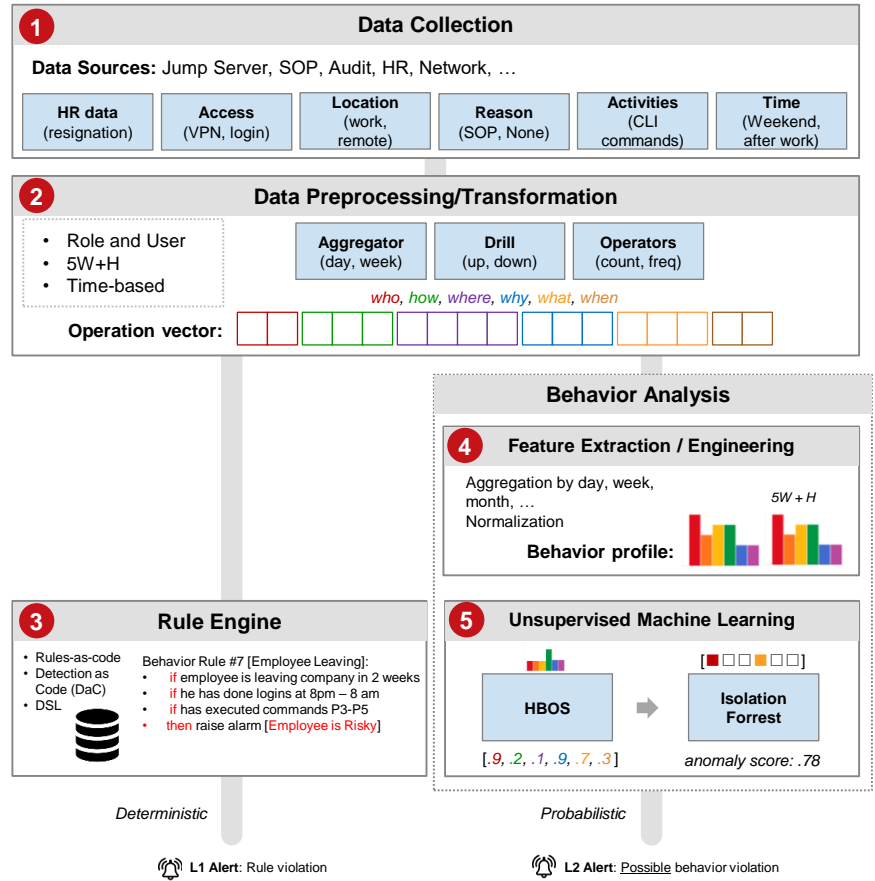 1
Data Collection
Data Sources: Jump Server, SOP, Audit, HR, Network, …
HR data
(resignation)
Access
(VPN, login)
Location
(work,
remote)
Reason
(SOP, None)
Activities
(CLI
commands)
Time
(Weekend,
after work)
2
Data Preprocessing/Transformation
• Role and User
• 5W+H
• Time-based
Aggregator
(day, week)
Drill
(up, down)
Operators
(count, freq)
who, how, where, why, what, when
Operation vector:
Behavior Analysis
4
Feature Extraction / Engineering
Aggregation by day, week,
month, …
Normalization
5W + H
Behavior profile:
3
Rule Engine
• Rules-as-code
• Detection as
Code (DaC)
• DSL
Behavior Rule #7 [Employee Leaving]:
• if employee is leaving company in 2 weeks
• if he has done logins at 8pm – 8 am
• if has executed commands P3-P5
• then raise alarm [Employee is Risky]
5
Unsupervised Machine Learning
HBOS
[.9, .2, .1, .9, .7, .3 ]
[ ]
Isolation
Forrest
anomaly score: .78
Deterministic
Probabilistic
L1 Alert: Rule violation
L2 Alert: Possible behavior violation